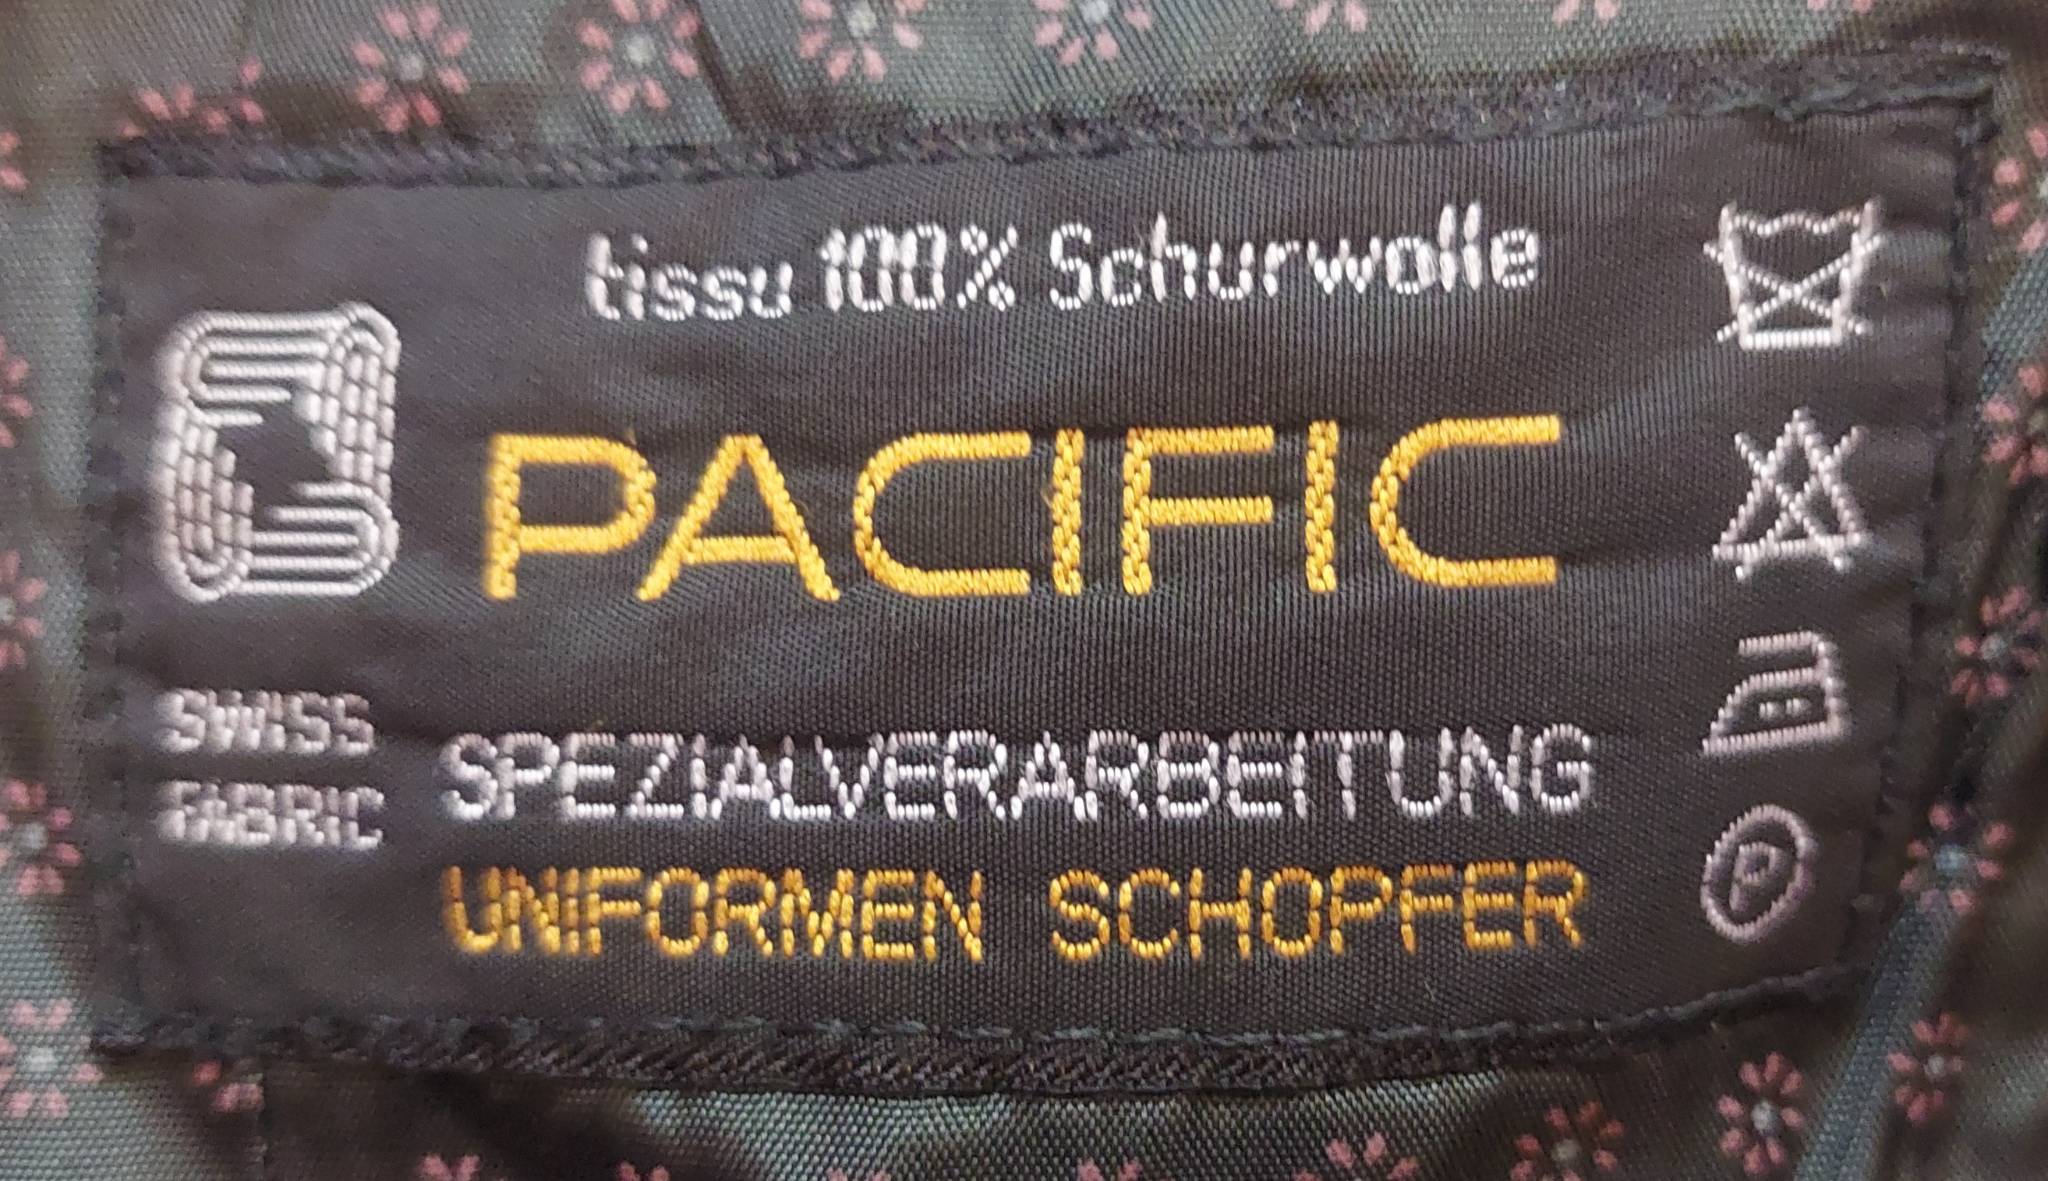 tissu 100% Schurwolle
PACIFIC
SWISS
FABRIC
SPEZIALVERARBEITUNG
UNIFORMEN SCHOPFER
P